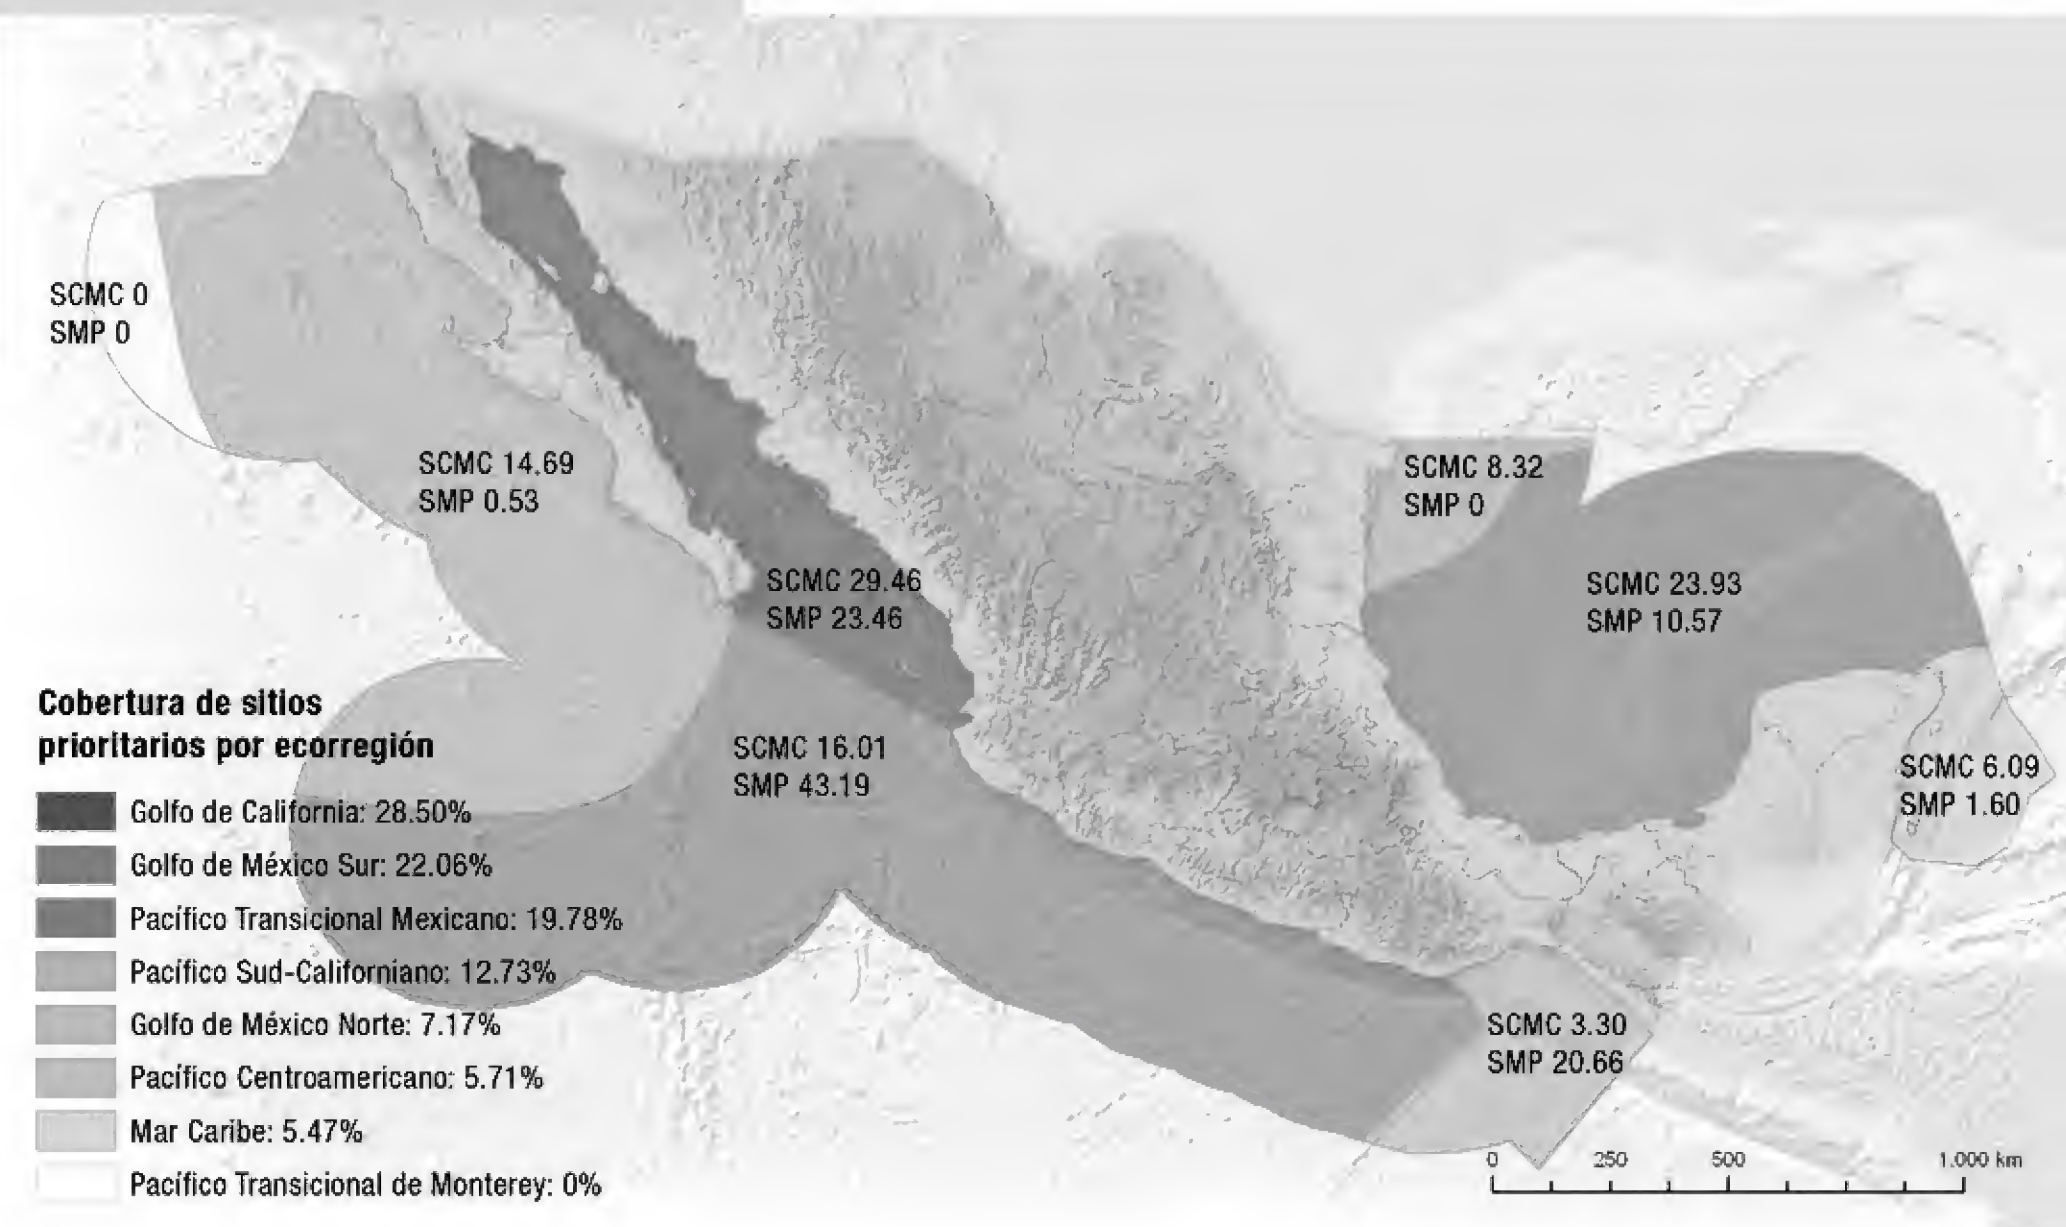 SCMC 0
SMP 0
SCMC 14.69
SMP 0.53
SCMC 29.46
SMP 23.46
SCMC 16.01
SMP 43.19
SCMC 8.32
SMP 0
SCMC 23.93
SMP 10.57
SCMC 6.09
SMP 1.60
SCMC 3.30
SMP 20.66
Cobertura de sitios
prioritarios por ecorregión
Golfo de California: 28.50%
Golfo de México Sur: 22.06%
Pacífico Transicional Mexicano: 19.78%
Pacífico Sud-Californiano: 12.73%
Golfo de México Norte: 7.17%
Pacífico Centroamericano: 5.71%
Mar Caribe: 5.47%
Pacífico Transicional de Monterey: 0%
0 250 500 1.000 km